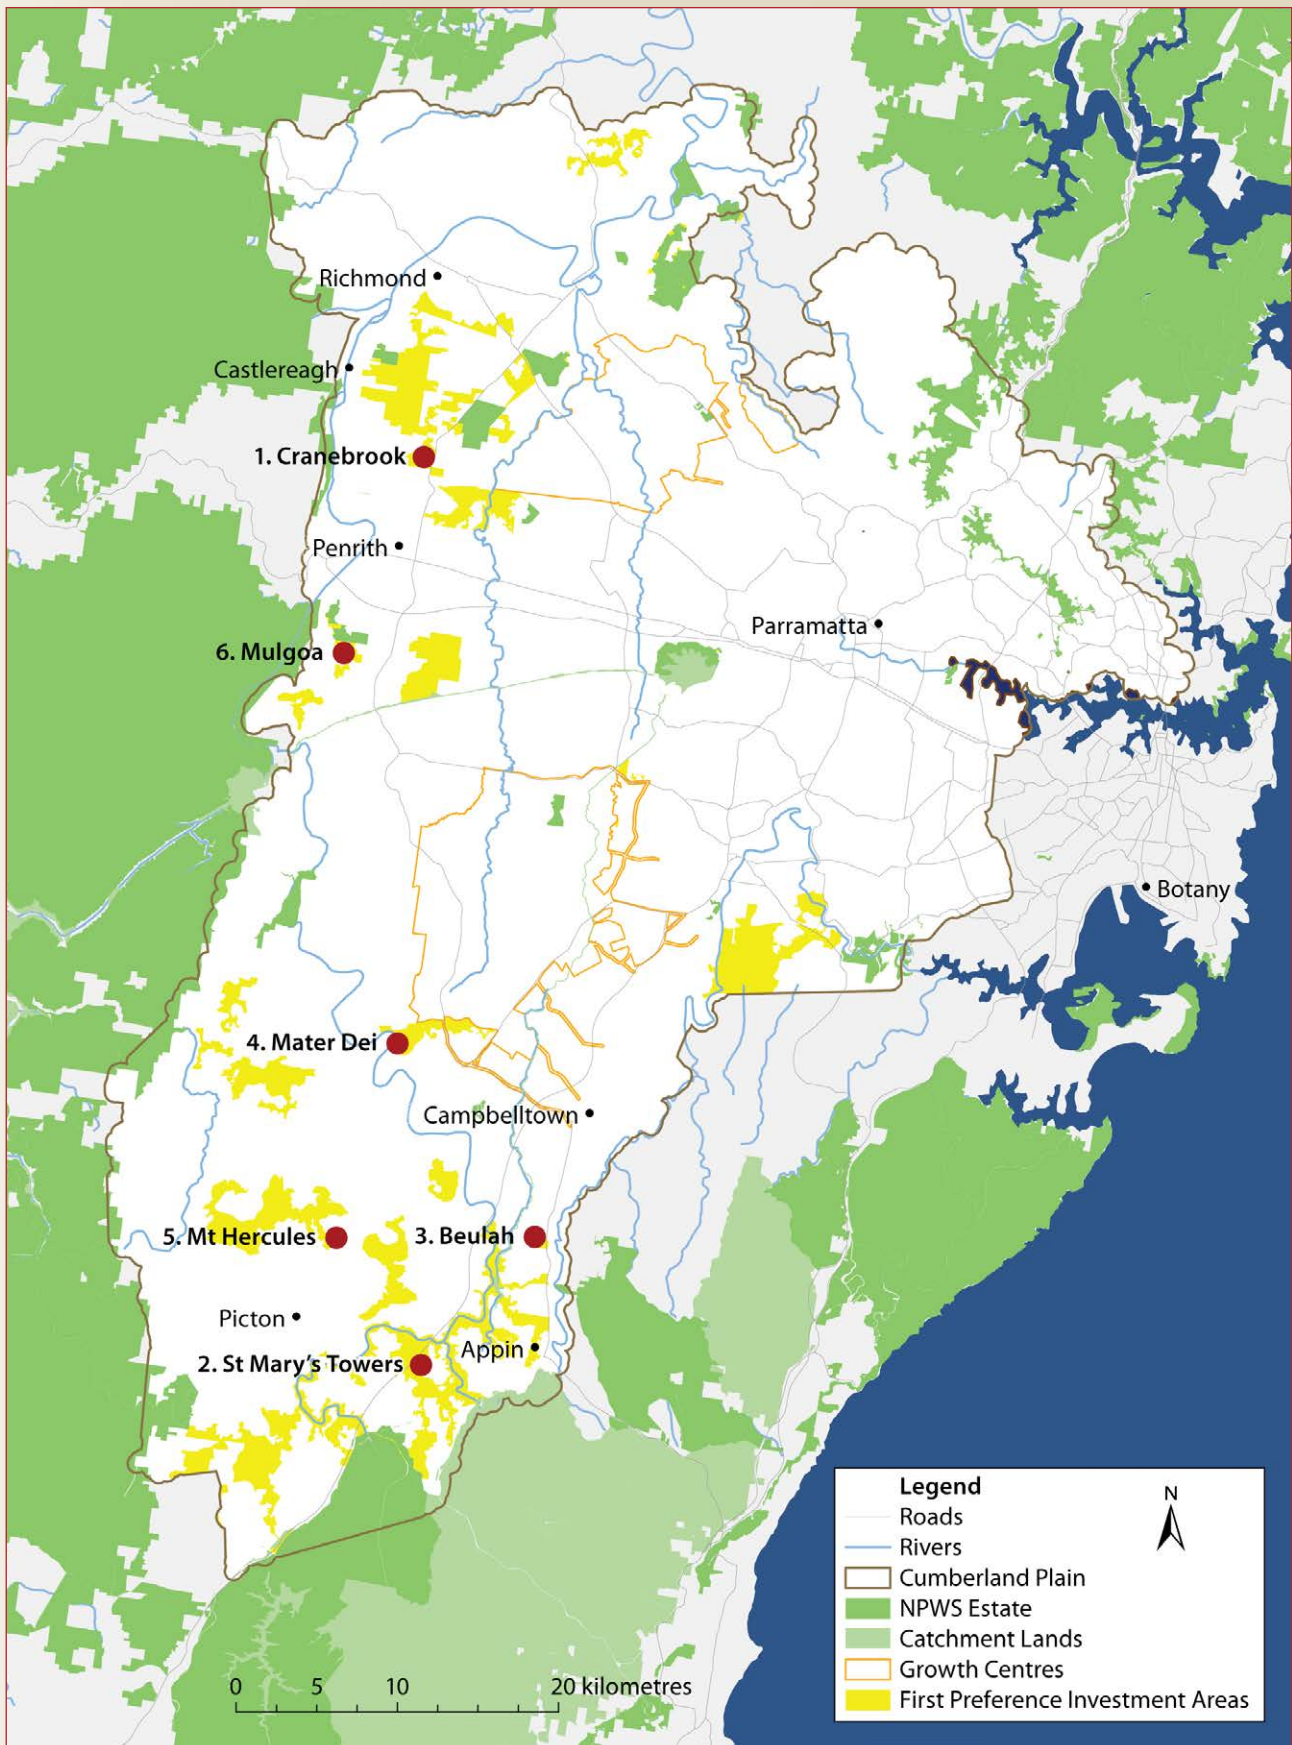 Richmond
Castlereagh
1. Cranebrook
Penrith
Parramatta
6. Mulgoa
Botany
4. Mater Dei
Campbelltown
5. Mt Hercules
3. Beulah
Picton
Appin
2. St Mary's Towers
Legend
N
Roads
Rivers
Cumberland Plain
NPWS Estate
Catchment Lands
Growth Centres
First Preference Investment Areas
0 5 10 20 kilometres